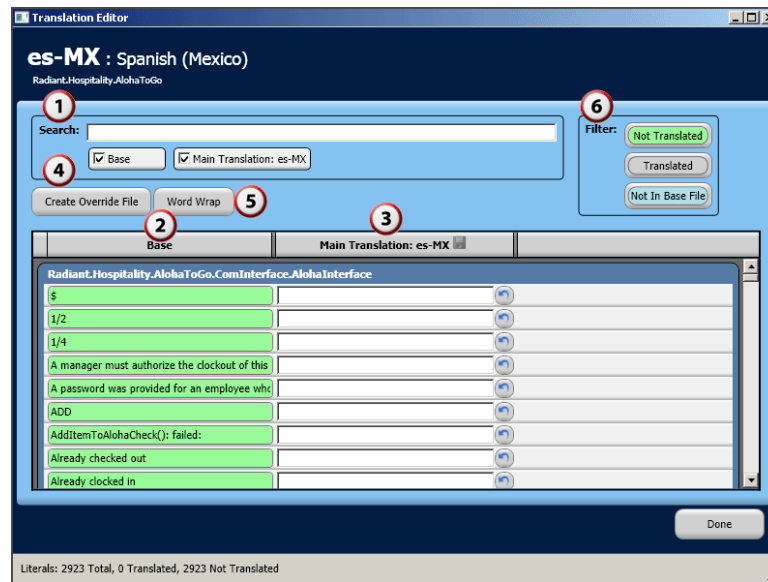 Translation Editor
es-MX : Spanish (Mexico)
Radiant.Hospitality.AlohaToGo
1
6
Search:
Filter:
Not Translated
Base
Main Translation: es-MX
Translated
4
Create Override File
Word Wrap
5
Not In Base File
2
3
Base
Main Translation: es-MX
Radiant.Hospitality.AlohaToGo.ComInterface.AlohaInterface
$
1/2
1/4
A manager must authorize the clockout of this
A password was provided for an employee who
ADD
AddItemToAlohaCheck(): failed:
Already checked out
Already clocked in
Done
Literals: 2923 Total, 0 Translated, 2923 Not Translated